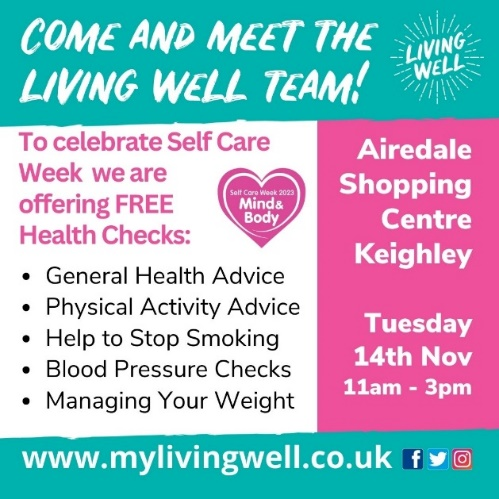 COME AND MEET THE
LIVING WELL TEAM!
LIVING
WELL
To celebrate Self Care
Week we are
offering FREE
Health Checks:
Self Care Week 2023
Mind &
Body
• General Health Advice
• Physical Activity Advice
• Help to Stop Smoking
• Blood Pressure Checks
• Managing Your Weight
Airedale
Shopping
Centre
Keighley
Tuesday
14th Nov
11am - 3pm
www.mylivingwell.co.uk